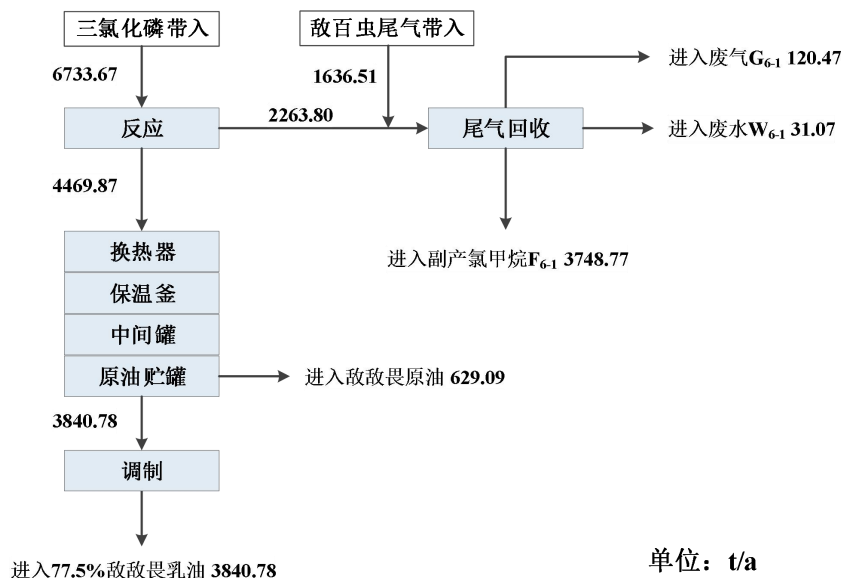 三氯化磷带入
敌百虫尾气带入
6733.67
1636.51
进入废气G6-1 120.47
反应
2263.80
尾气回收
进入废水W6-1 31.07
4469.87
进入副产氯甲烷F6-1 3748.77
换热器
保温釜
中间罐
原油贮罐
进入敌敌畏原油 629.09
3840.78
调制
进入77.5%敌敌畏乳油 3840.78
单位：t/a